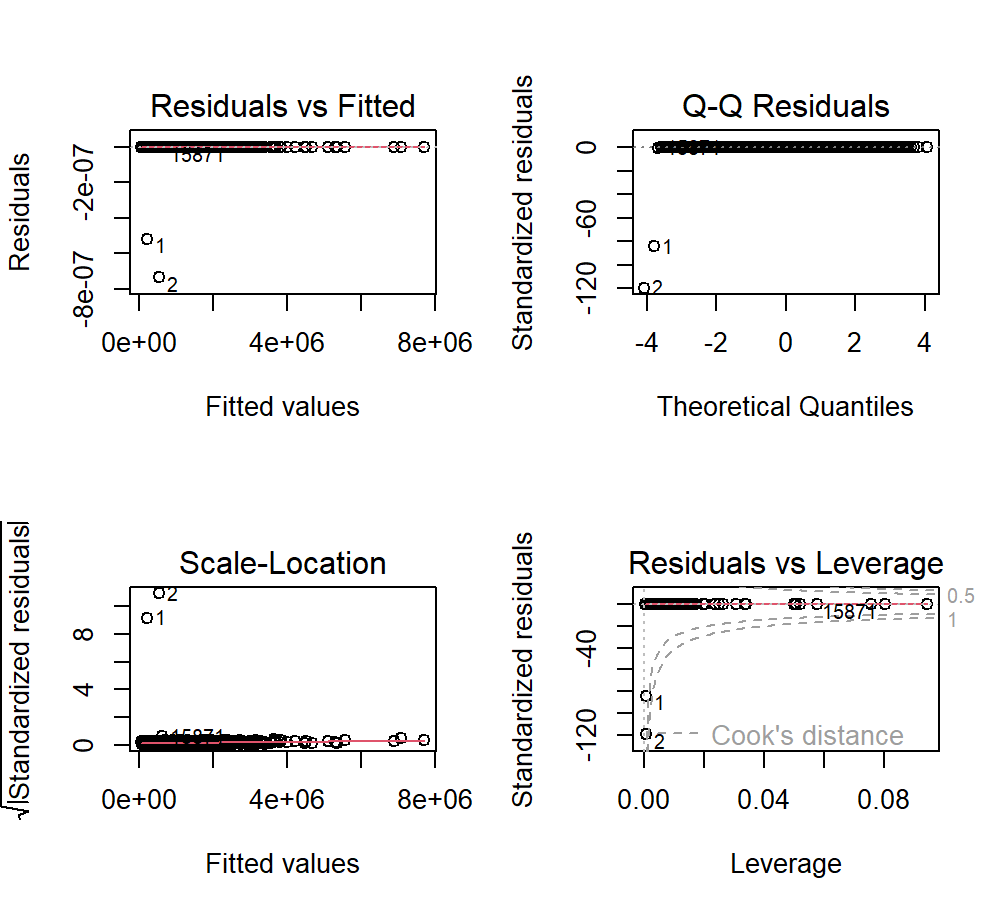 Residuals vs Fitted
Residuals
-8e-07
-2e-07
15871
1
2
0e+00 4e+06 8e+06
Fitted values
Q-Q Residuals
Standardized residuals
0
-60
-120
15871
1
2
-4 -2 0 2 4
Theoretical Quantiles
Scale-Location
√|Standardized residuals|
8
4
0
2
1
15871
0e+00 4e+06 8e+06
Fitted values
Residuals vs Leverage
Standardized residuals
-40
-120
0.5
1
15871
1
2
Cook's distance
0.00 0.04 0.08
Leverage